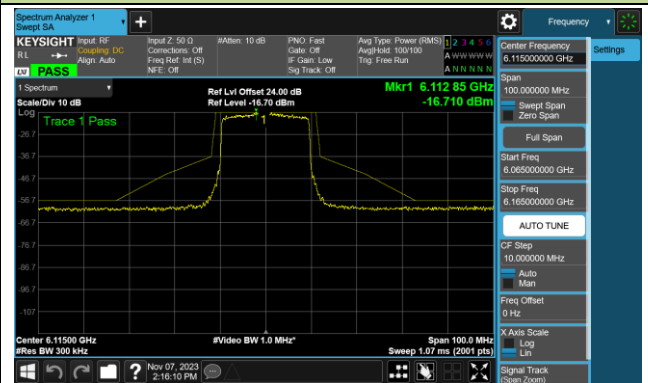 Spectrum Analyzer 1
Swept SA
+
Frequency
KEYSIGHT
RL
LXI
PASS
Input: RF
Coupling: DC
Align: Auto
Input Z: 50 Ω
Corrections: Off
Freq Ref: Int (S)
NFE: Off
#Atten: 10 dB
PNO: Fast
Gate: Off
IF Gain: Low
Sig Track: Off
Avg Type: Power (RMS)
Avg|Hold: 100/100
Trig: Free Run
1 2 3 4 5 6
A W W W W W
A N N N N N
1 Spectrum
Scale/Div 10 dB
Ref Lvl Offset 24.00 dB
Ref Level -16.70 dBm
Mkr1 6.112 85 GHz
-16.710 dBm
Log
Trace 1 Pass
1
-26.7
-36.7
-46.7
-56.7
-66.7
-76.7
-86.7
-96.7
-107
Center 6.11500 GHz
#Res BW 300 kHz
#Video BW 1.0 MHz*
Span 100.0 MHz
Sweep 1.07 ms (2001 pts)
?
Nov 07, 2023
2:16:10 PM
Center Frequency
6.115000000 GHz
Settings
Span
100.000000 MHz
Swept Span
Zero Span
Full Span
Start Freq
6.065000000 GHz
Stop Freq
6.165000000 GHz
AUTO TUNE
CF Step
10.000000 MHz
Auto
Man
Freq Offset
0 Hz
X Axis Scale
Log
Lin
Signal Track
(Span Zoom)